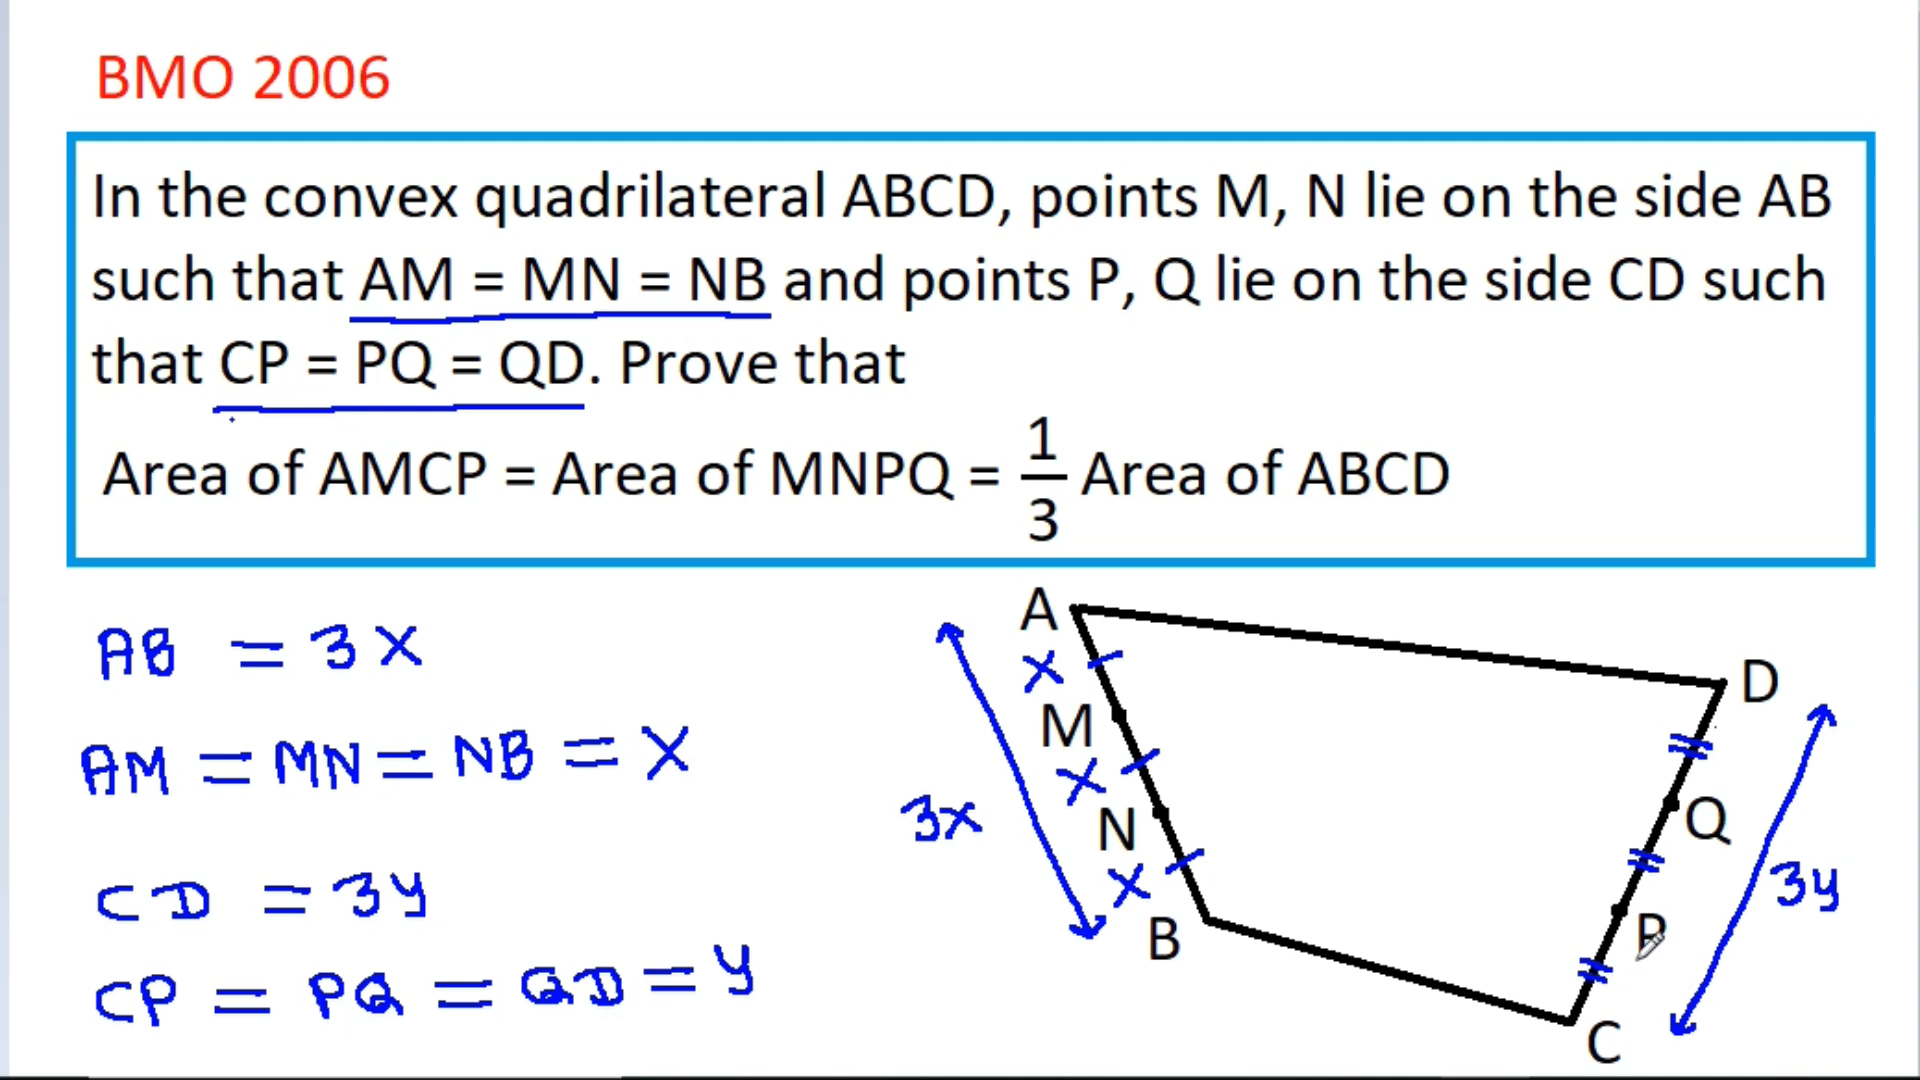 BMO 2006
In the convex quadrilateral ABCD, points M, N lie on the side AB
such that AM = MN = NB and points P, Q lie on the side CD such
that CP = PQ = QD. Prove that
Area of AMCP = Area of MNPQ = 1/3 Area of ABCD
AB = 3x
AM = MN = NB = x
CD = 3y
CP = PQ = QD = y
A
x
M
x
N
x
B
3x
D
Q
P
C
3y